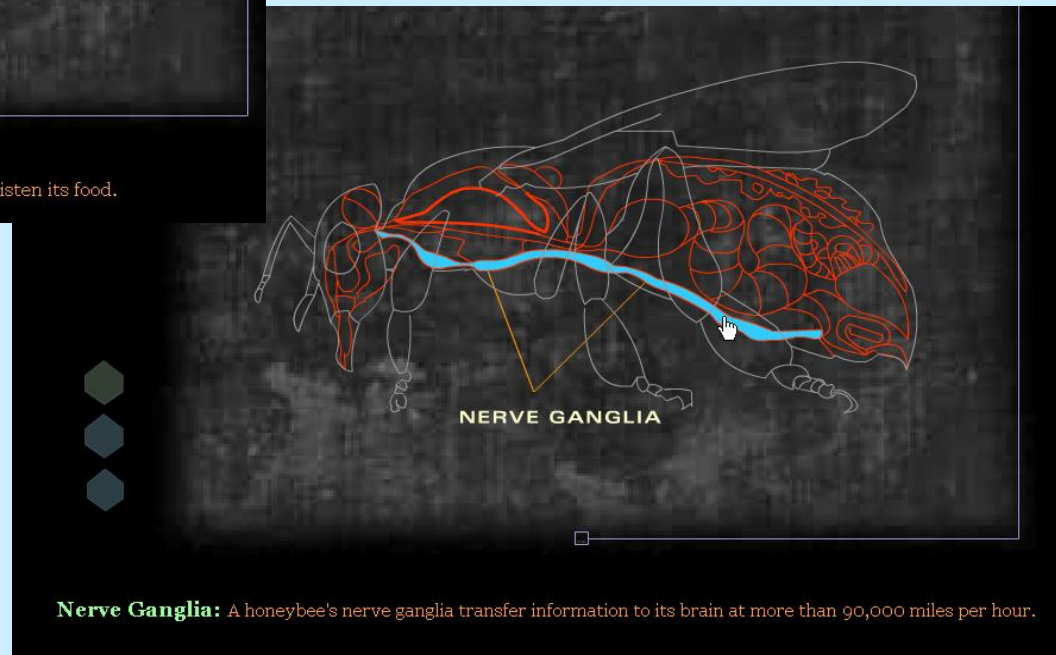 isten its food.
NERVE GANGLIA
Nerve Ganglia: A honeybee's nerve ganglia transfer information to its brain at more than 90,000 miles per hour.